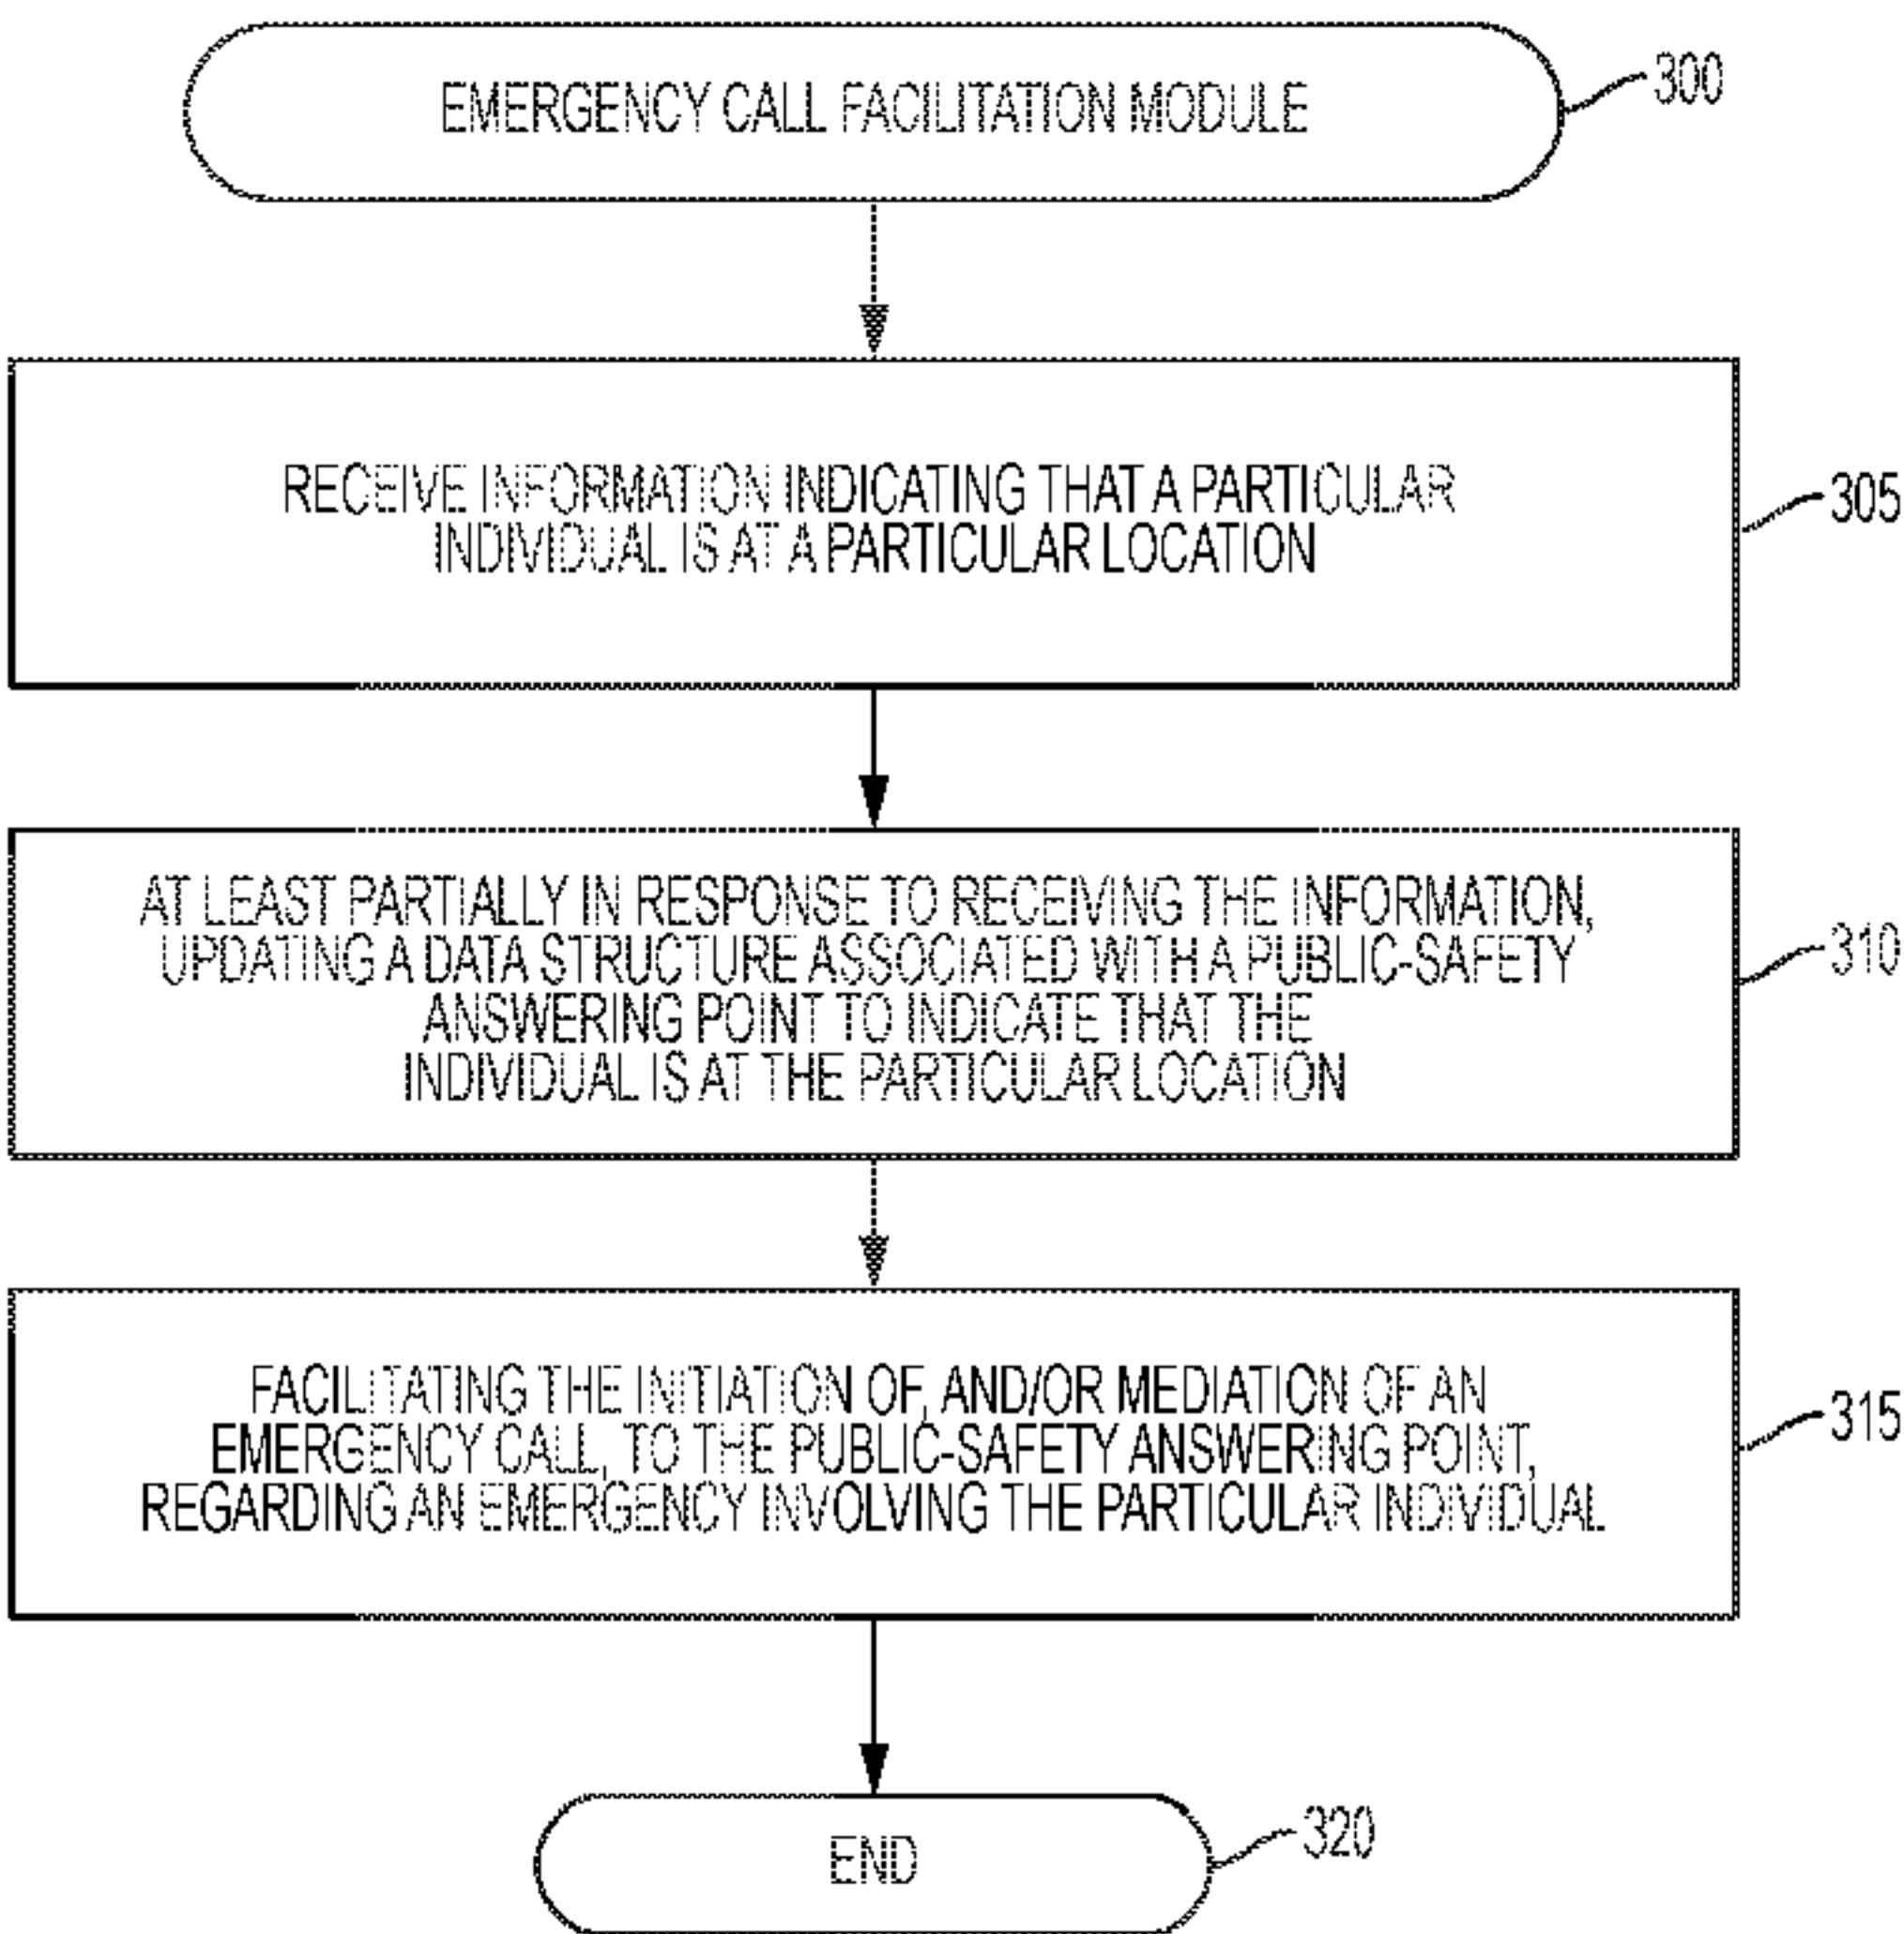 EMERGENCY CALL FACILITATION MODULE
300
RECEIVE INFORMATION INDICATING THAT A PARTICULAR
INDIVIDUAL IS AT A PARTICULAR LOCATION
305
AT LEAST PARTIALLY IN RESPONSE TO RECEIVING THE INFORMATION,
UPDATING A DATA STRUCTURE ASSOCIATED WITH A PUBLIC-SAFETY
ANSWERING POINT TO INDICATE THAT THE
INDIVIDUAL IS AT THE PARTICULAR LOCATION
310
FACILITATING THE INITIATION OF, AND/OR MEDIATION OF AN
EMERGENCY CALL, TO THE PUBLIC-SAFETY ANSWERING POINT,
REGARDING AN EMERGENCY INVOLVING THE PARTICULAR INDIVIDUAL
315
END
320